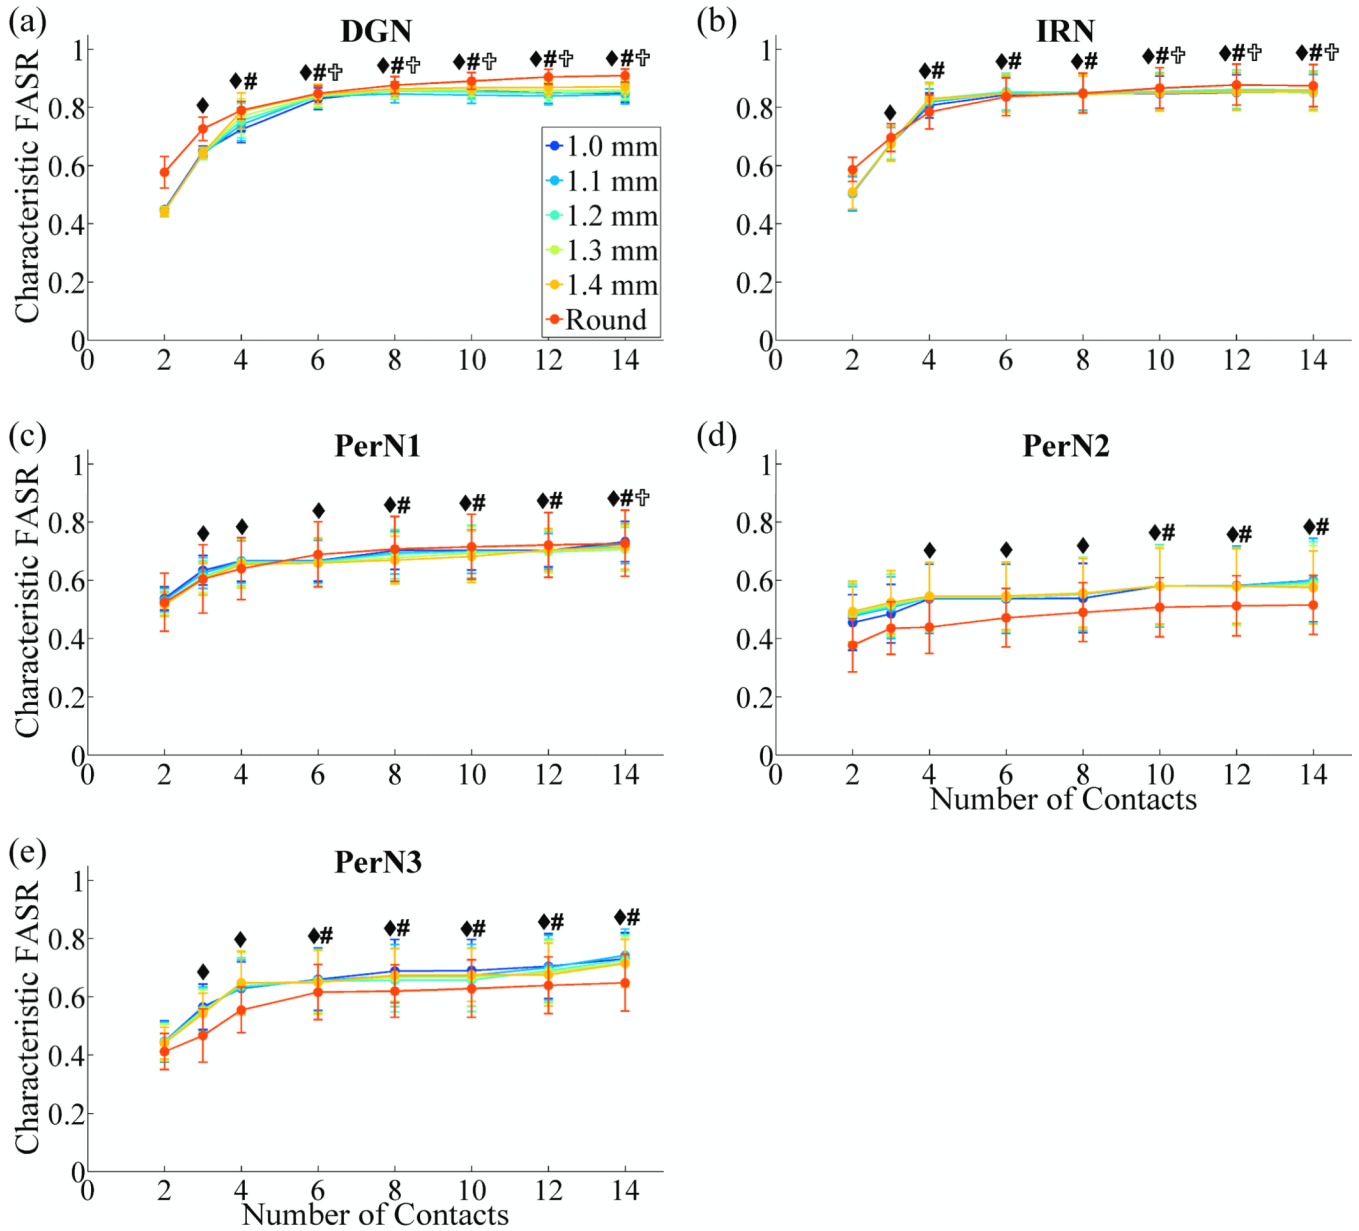 (a)
DGN
Characteristic FASR
1
0.8
0.6
0.4
0.2
0
♦
♦#
♦#✞
♦#✞
♦#✞
♦#✞
♦#✞
1.0 mm
1.1 mm
1.2 mm
1.3 mm
1.4 mm
Round
0 2 4 6 8 10 12 14
(b)
IRN
1
0.8
0.6
0.4
0.2
0
♦
♦#
♦#
♦#
♦#✞
♦#✞
♦#✞
0 2 4 6 8 10 12 14
(c)
PerN1
Characteristic FASR
1
0.8
0.6
0.4
0.2
0
♦
♦
♦
♦#
♦#
♦#
♦#✞
0 2 4 6 8 10 12 14
(d)
PerN2
1
0.8
0.6
0.4
0.2
0
♦
♦
♦
♦#
♦#
♦#
0 2 4 6 8 10 12 14
Number of Contacts
(e)
PerN3
Characteristic FASR
1
0.8
0.6
0.4
0.2
0
♦
♦
♦#
♦#
♦#
♦#
♦#
0 2 4 6 8 10 12 14
Number of Contacts